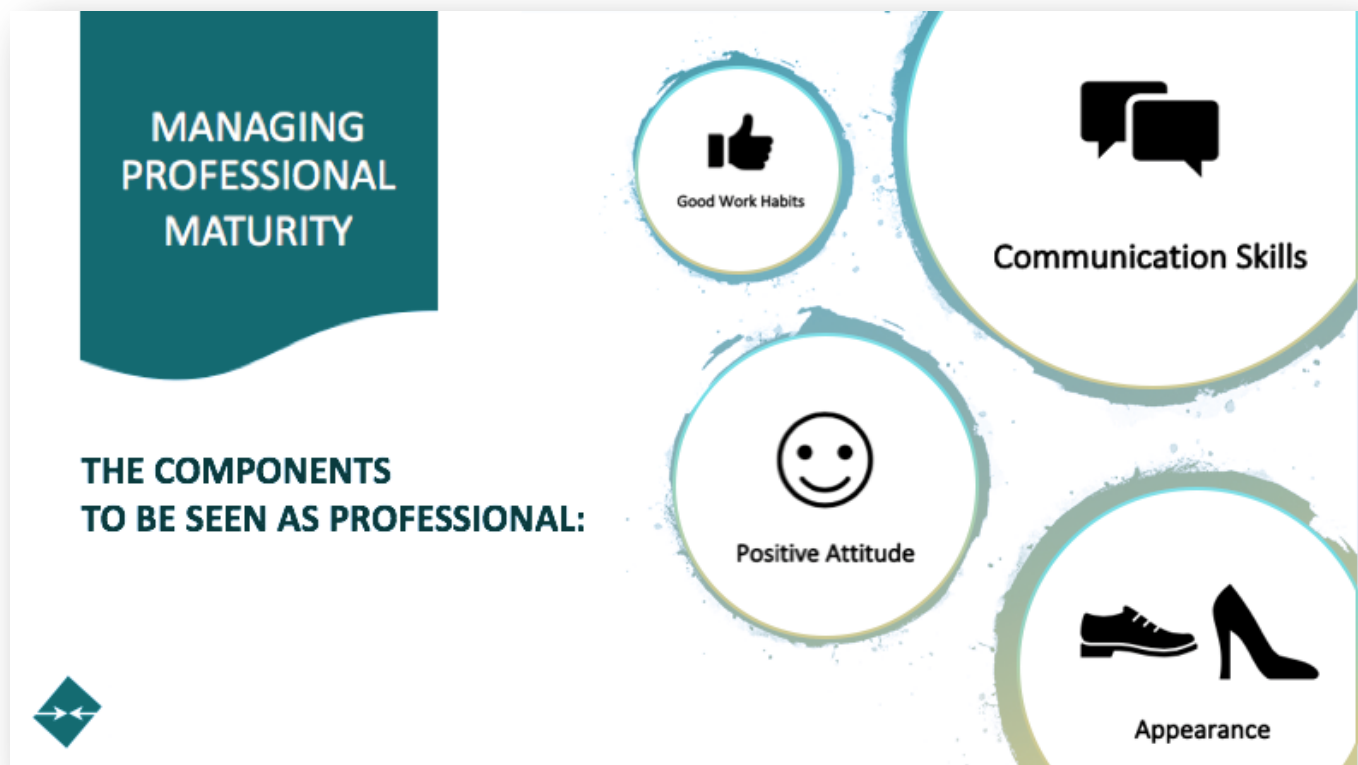 MANAGING
PROFESSIONAL
MATURITY
THE COMPONENTS
TO BE SEEN AS PROFESSIONAL:
Good Work Habits
Communication Skills
Positive Attitude
Appearance